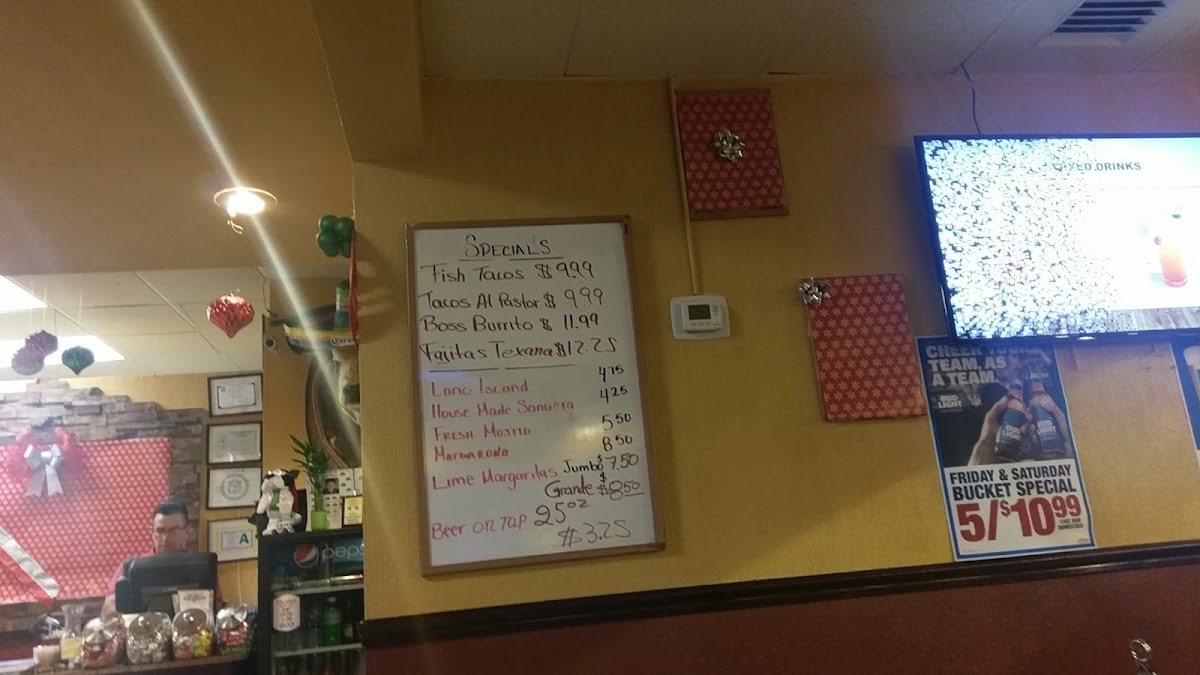 SPECIAL'S
Fish Tacos $ 9.99
Tacos Al Pastor $ 9.99
Boss Burrito $ 11.99
Fajitas Texana $12.25
Long Island 4.75
House Made Sangria 4.25
Fresh Mojito 5.50
8.50
Lime Margaritas Jumbo $7.50
Grande $8.50
Beer on Tap 25oz
$3.25
MIXED DRINKS
TEAM, AS
A TEAM.
BUD
LIGHT
FRIDAY & SATURDAY
BUCKET SPECIAL
5/$10.99
pepsi
A